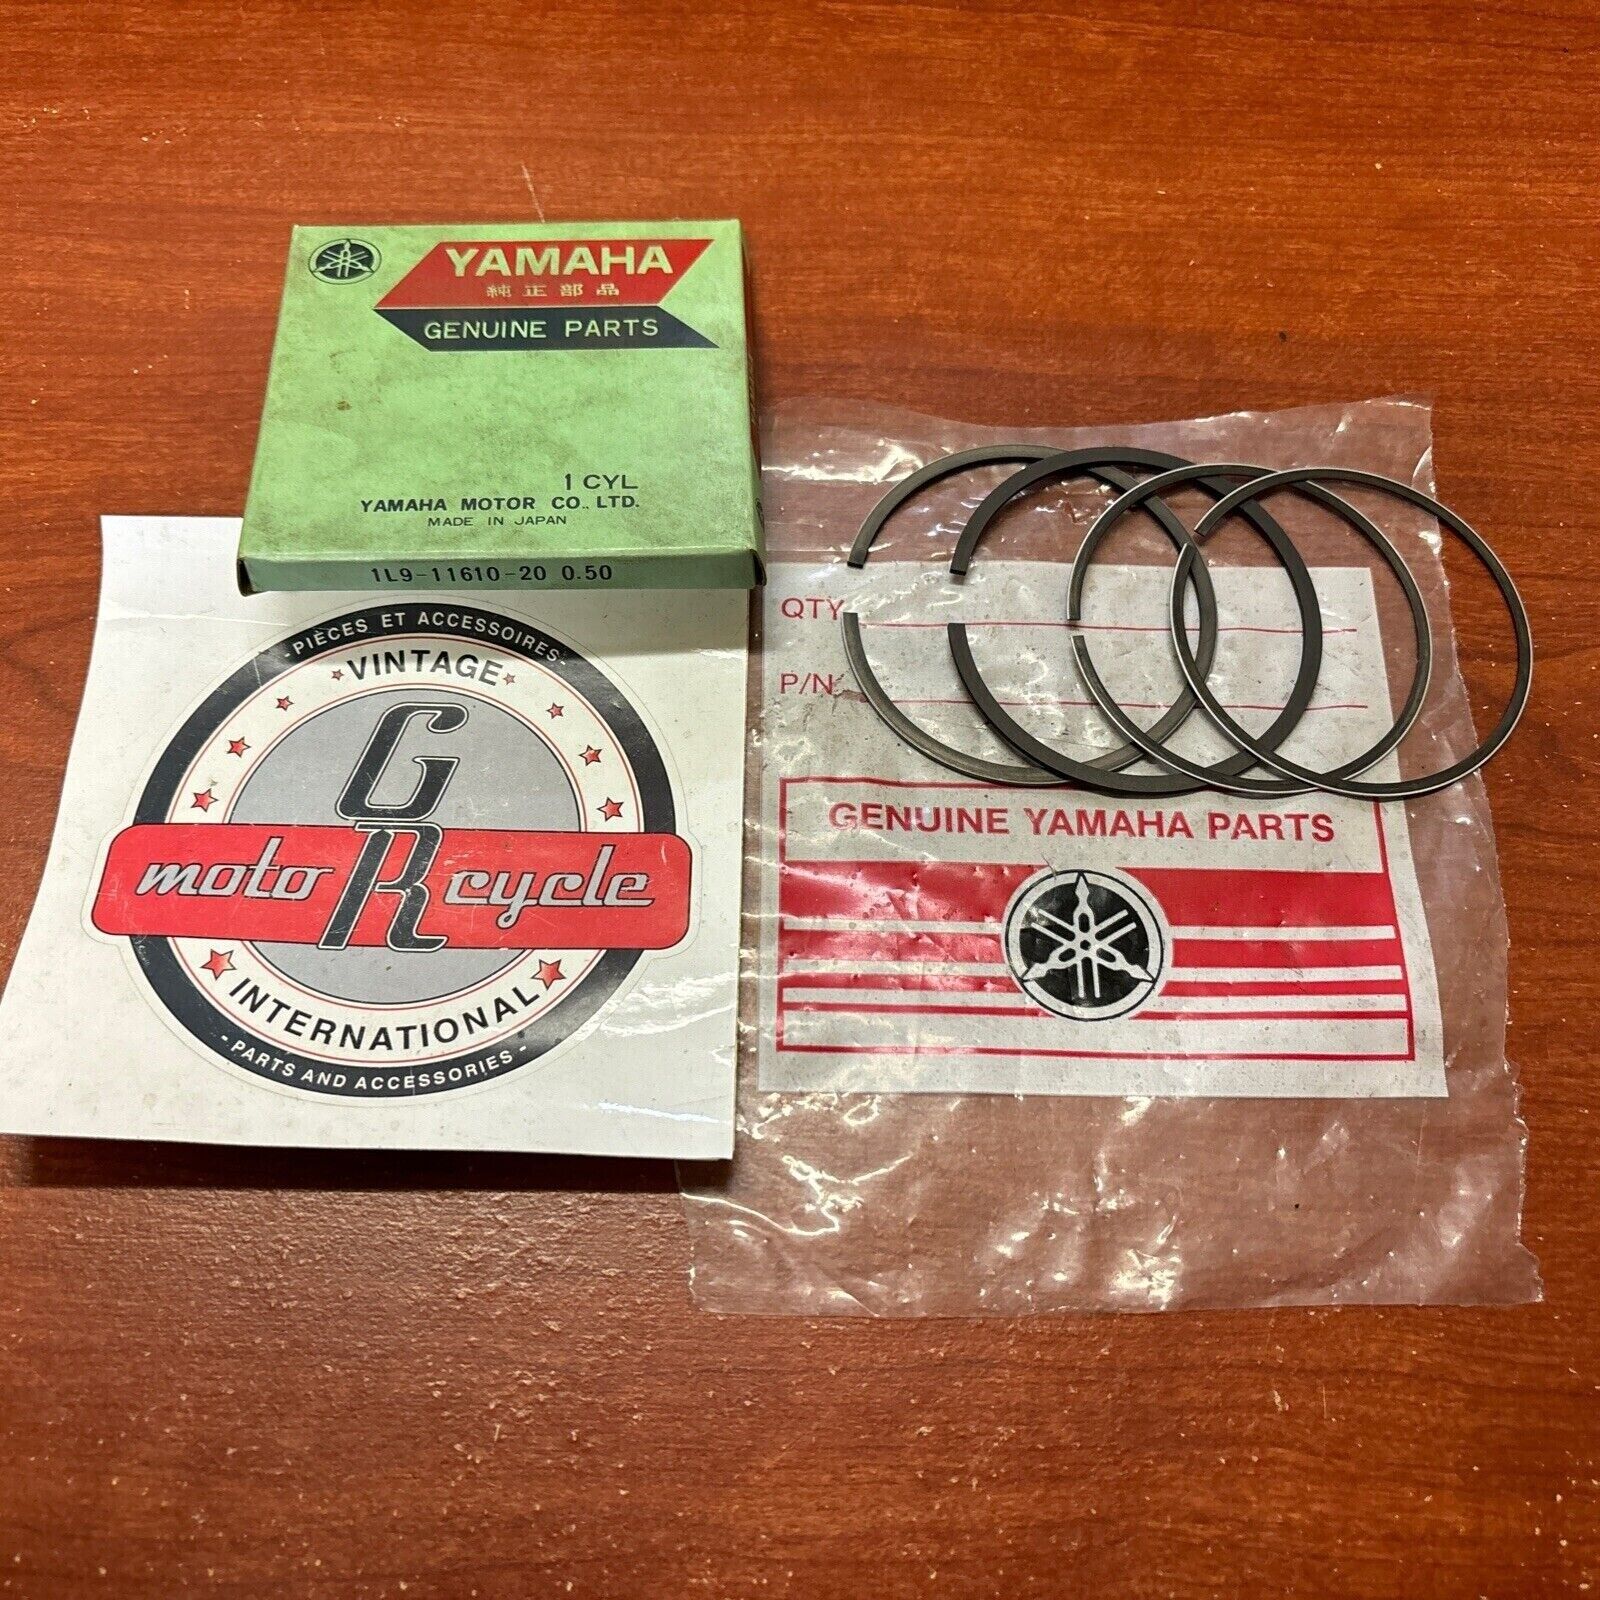 YAMAHA
純正部品
GENUINE PARTS
1 CYL
YAMAHA MOTOR CO., LTD.
MADE IN JAPAN
1L9-11610-20 0.50
- PIÈCES ET ACCESSOIRES -
VINTAGE
G
moto R cycle
INTERNATIONAL
- PARTS AND ACCESSORIES -
QTY
P/N
GENUINE YAMAHA PARTS